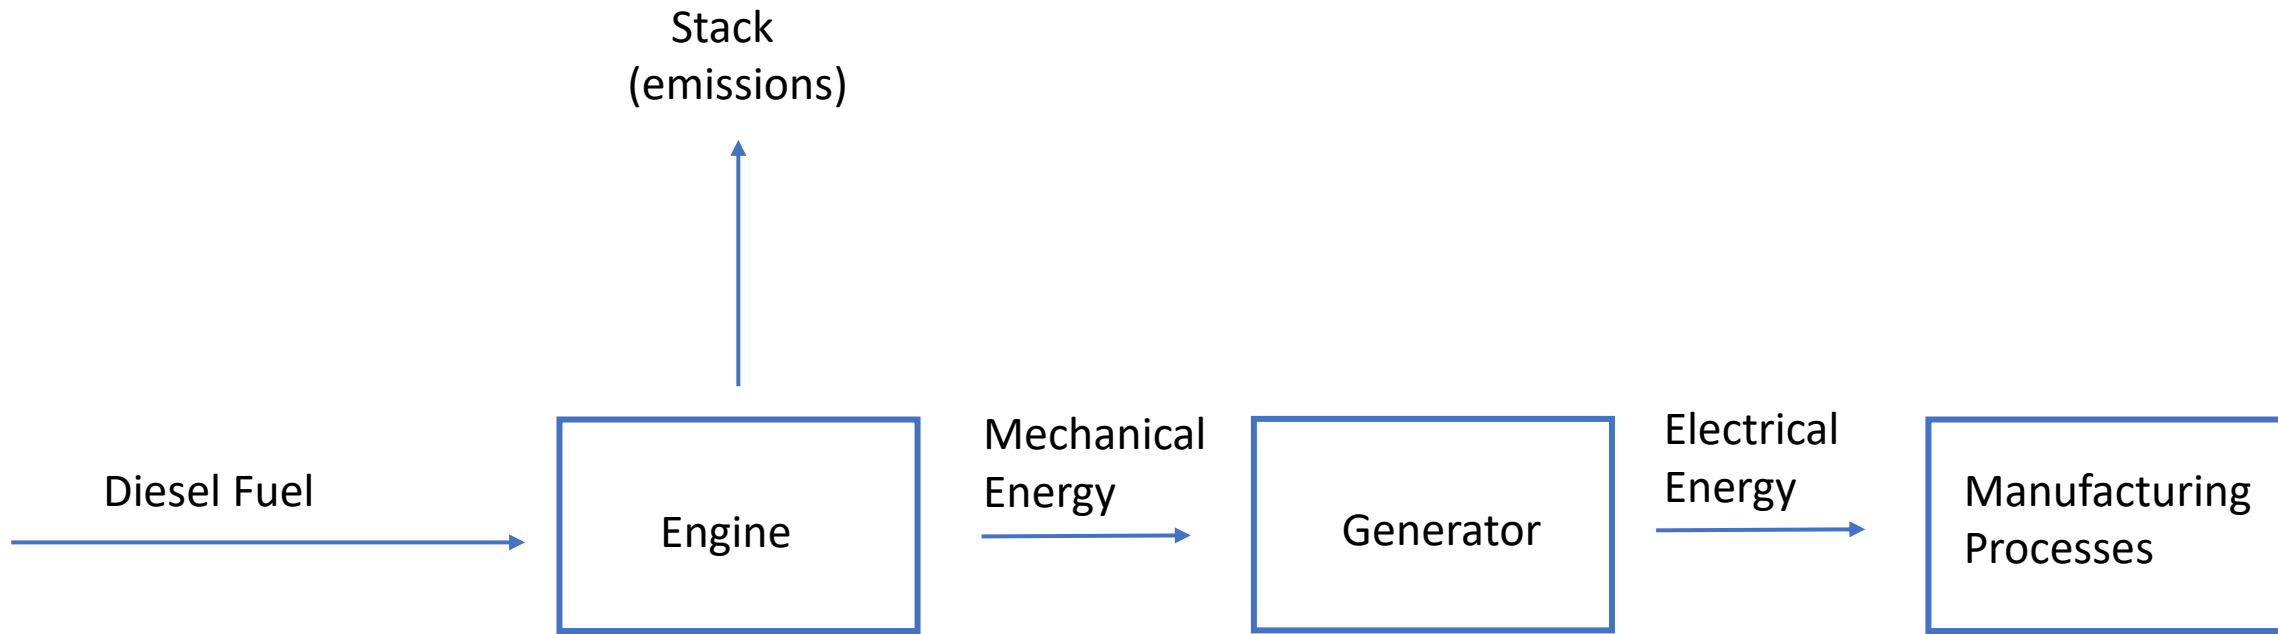 Stack
(emissions)
Diesel Fuel
Engine
Mechanical
Energy
Generator
Electrical
Energy
Manufacturing
Processes